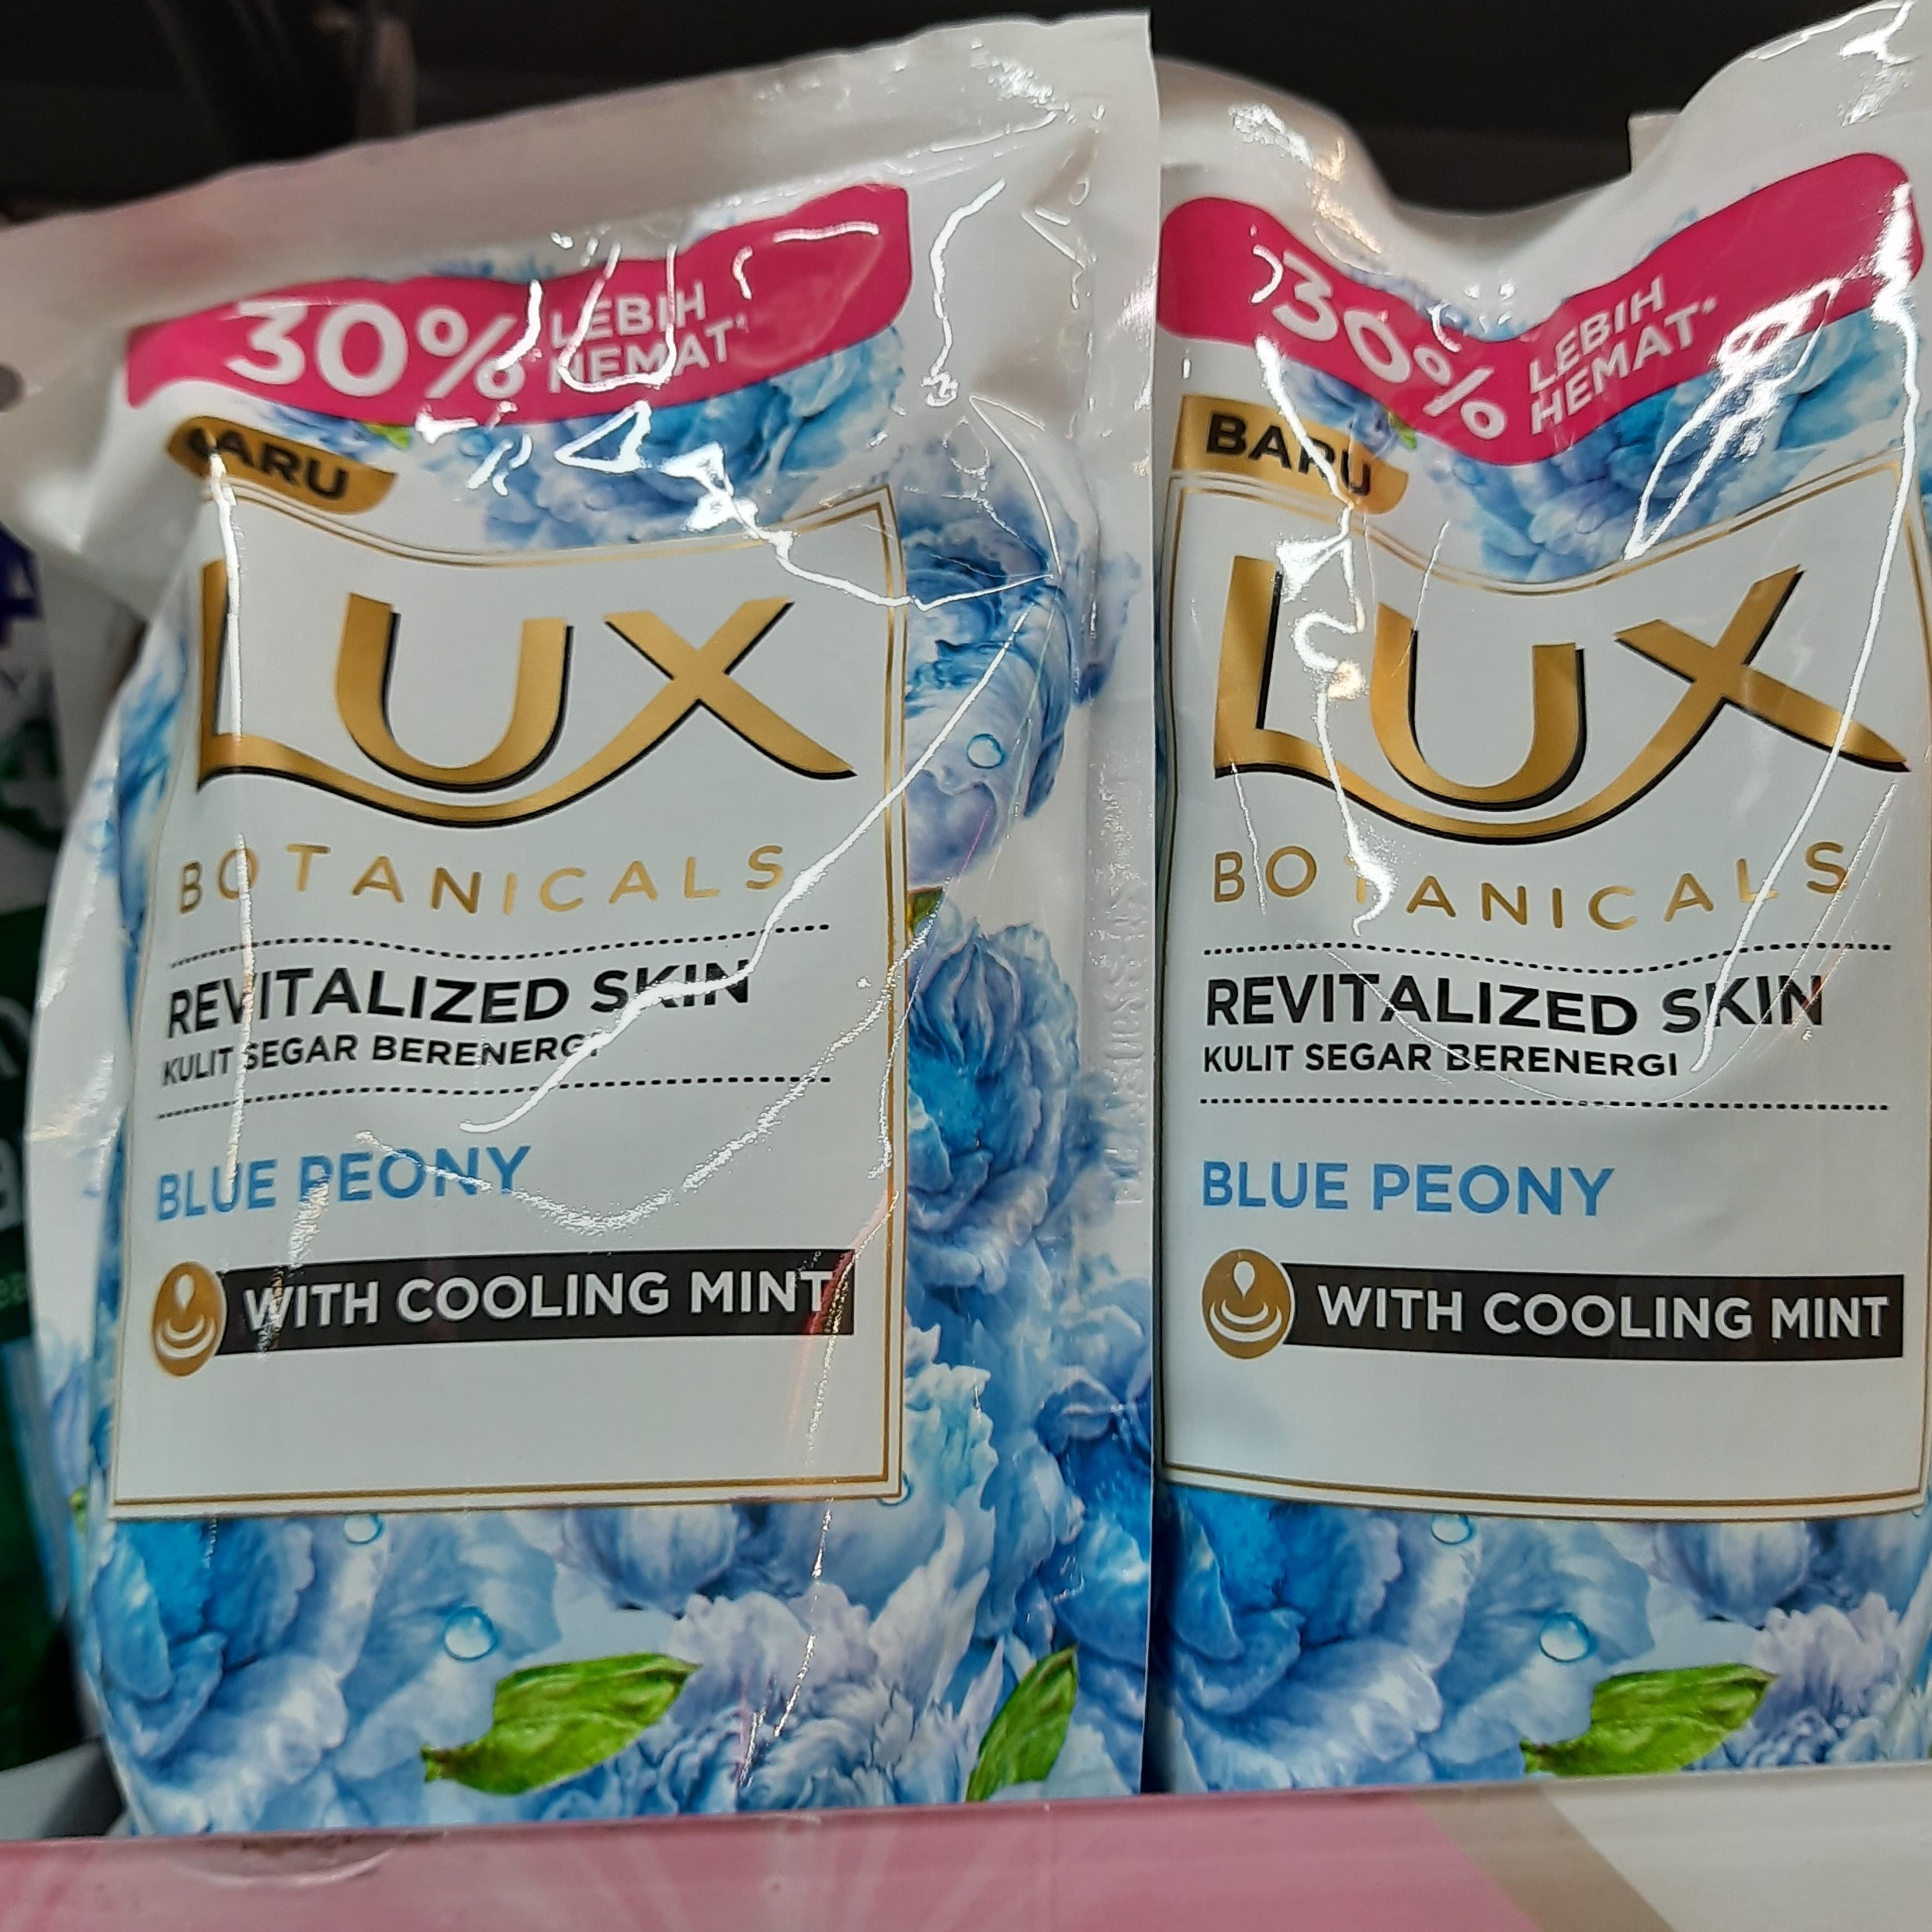 30% LEBIH
HEMAT*
BARU
LUX
BOTANICALS
REVITALIZED SKIN
KULIT SEGAR BERENERGI
BLUE PEONY
WITH COOLING MINT
30% LEBIH
HEMAT*
BARU
LUX
BOTANICALS
REVITALIZED SKIN
KULIT SEGAR BERENERGI
BLUE PEONY
WITH COOLING MINT